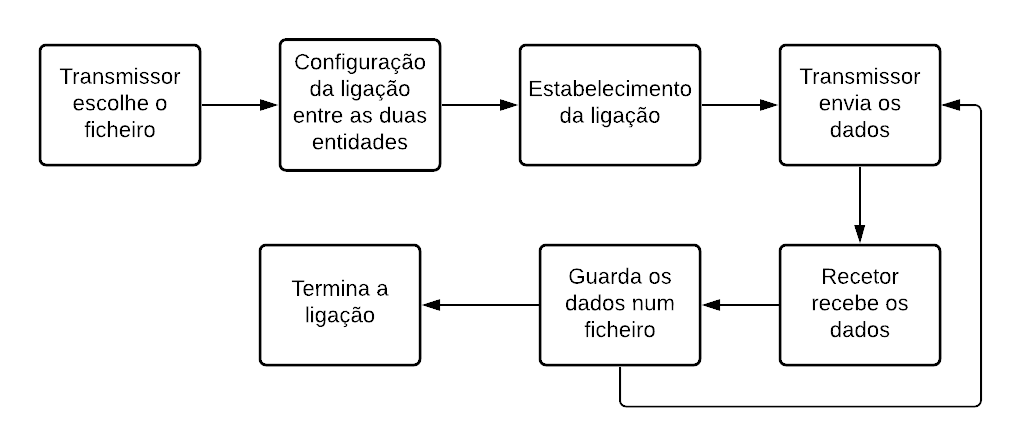 Transmissor
escolhe o
ficheiro
Configuração
da ligação
entre as duas
entidades
Estabelecimento
da ligação
Transmissor
envia os
dados
Recetor
recebe os
dados
Guarda os
dados num
ficheiro
Termina a
ligação